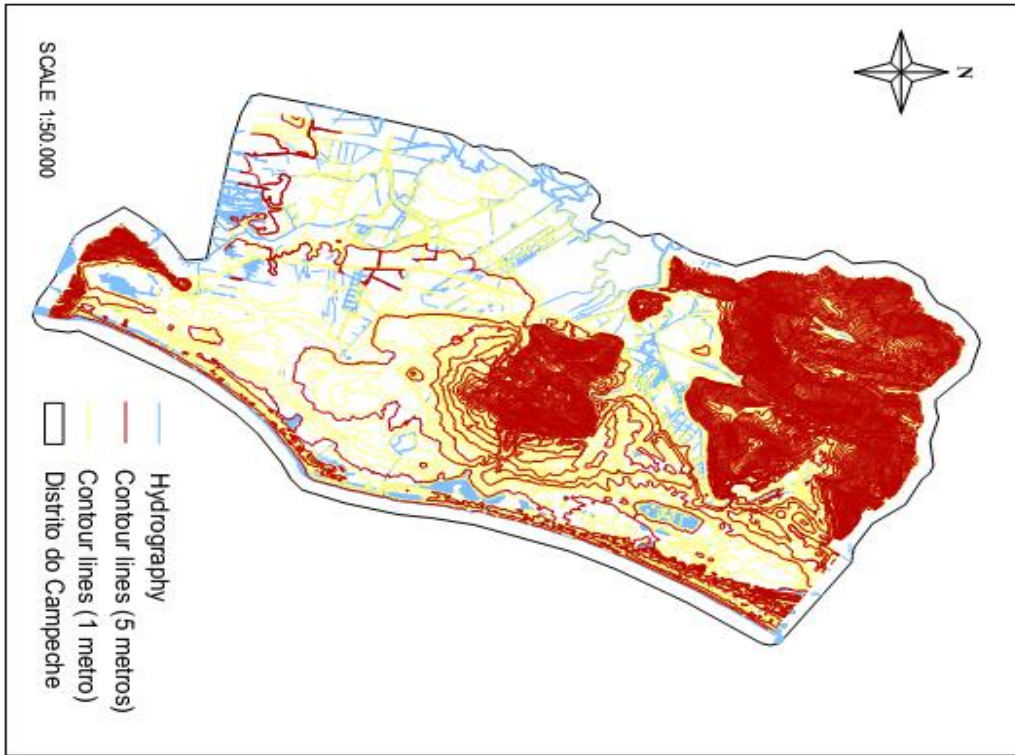 N
SCALE 1:50.000
Hydrography
Contour lines (5 metros)
Contour lines (1 metro)
Distrito do Campeche